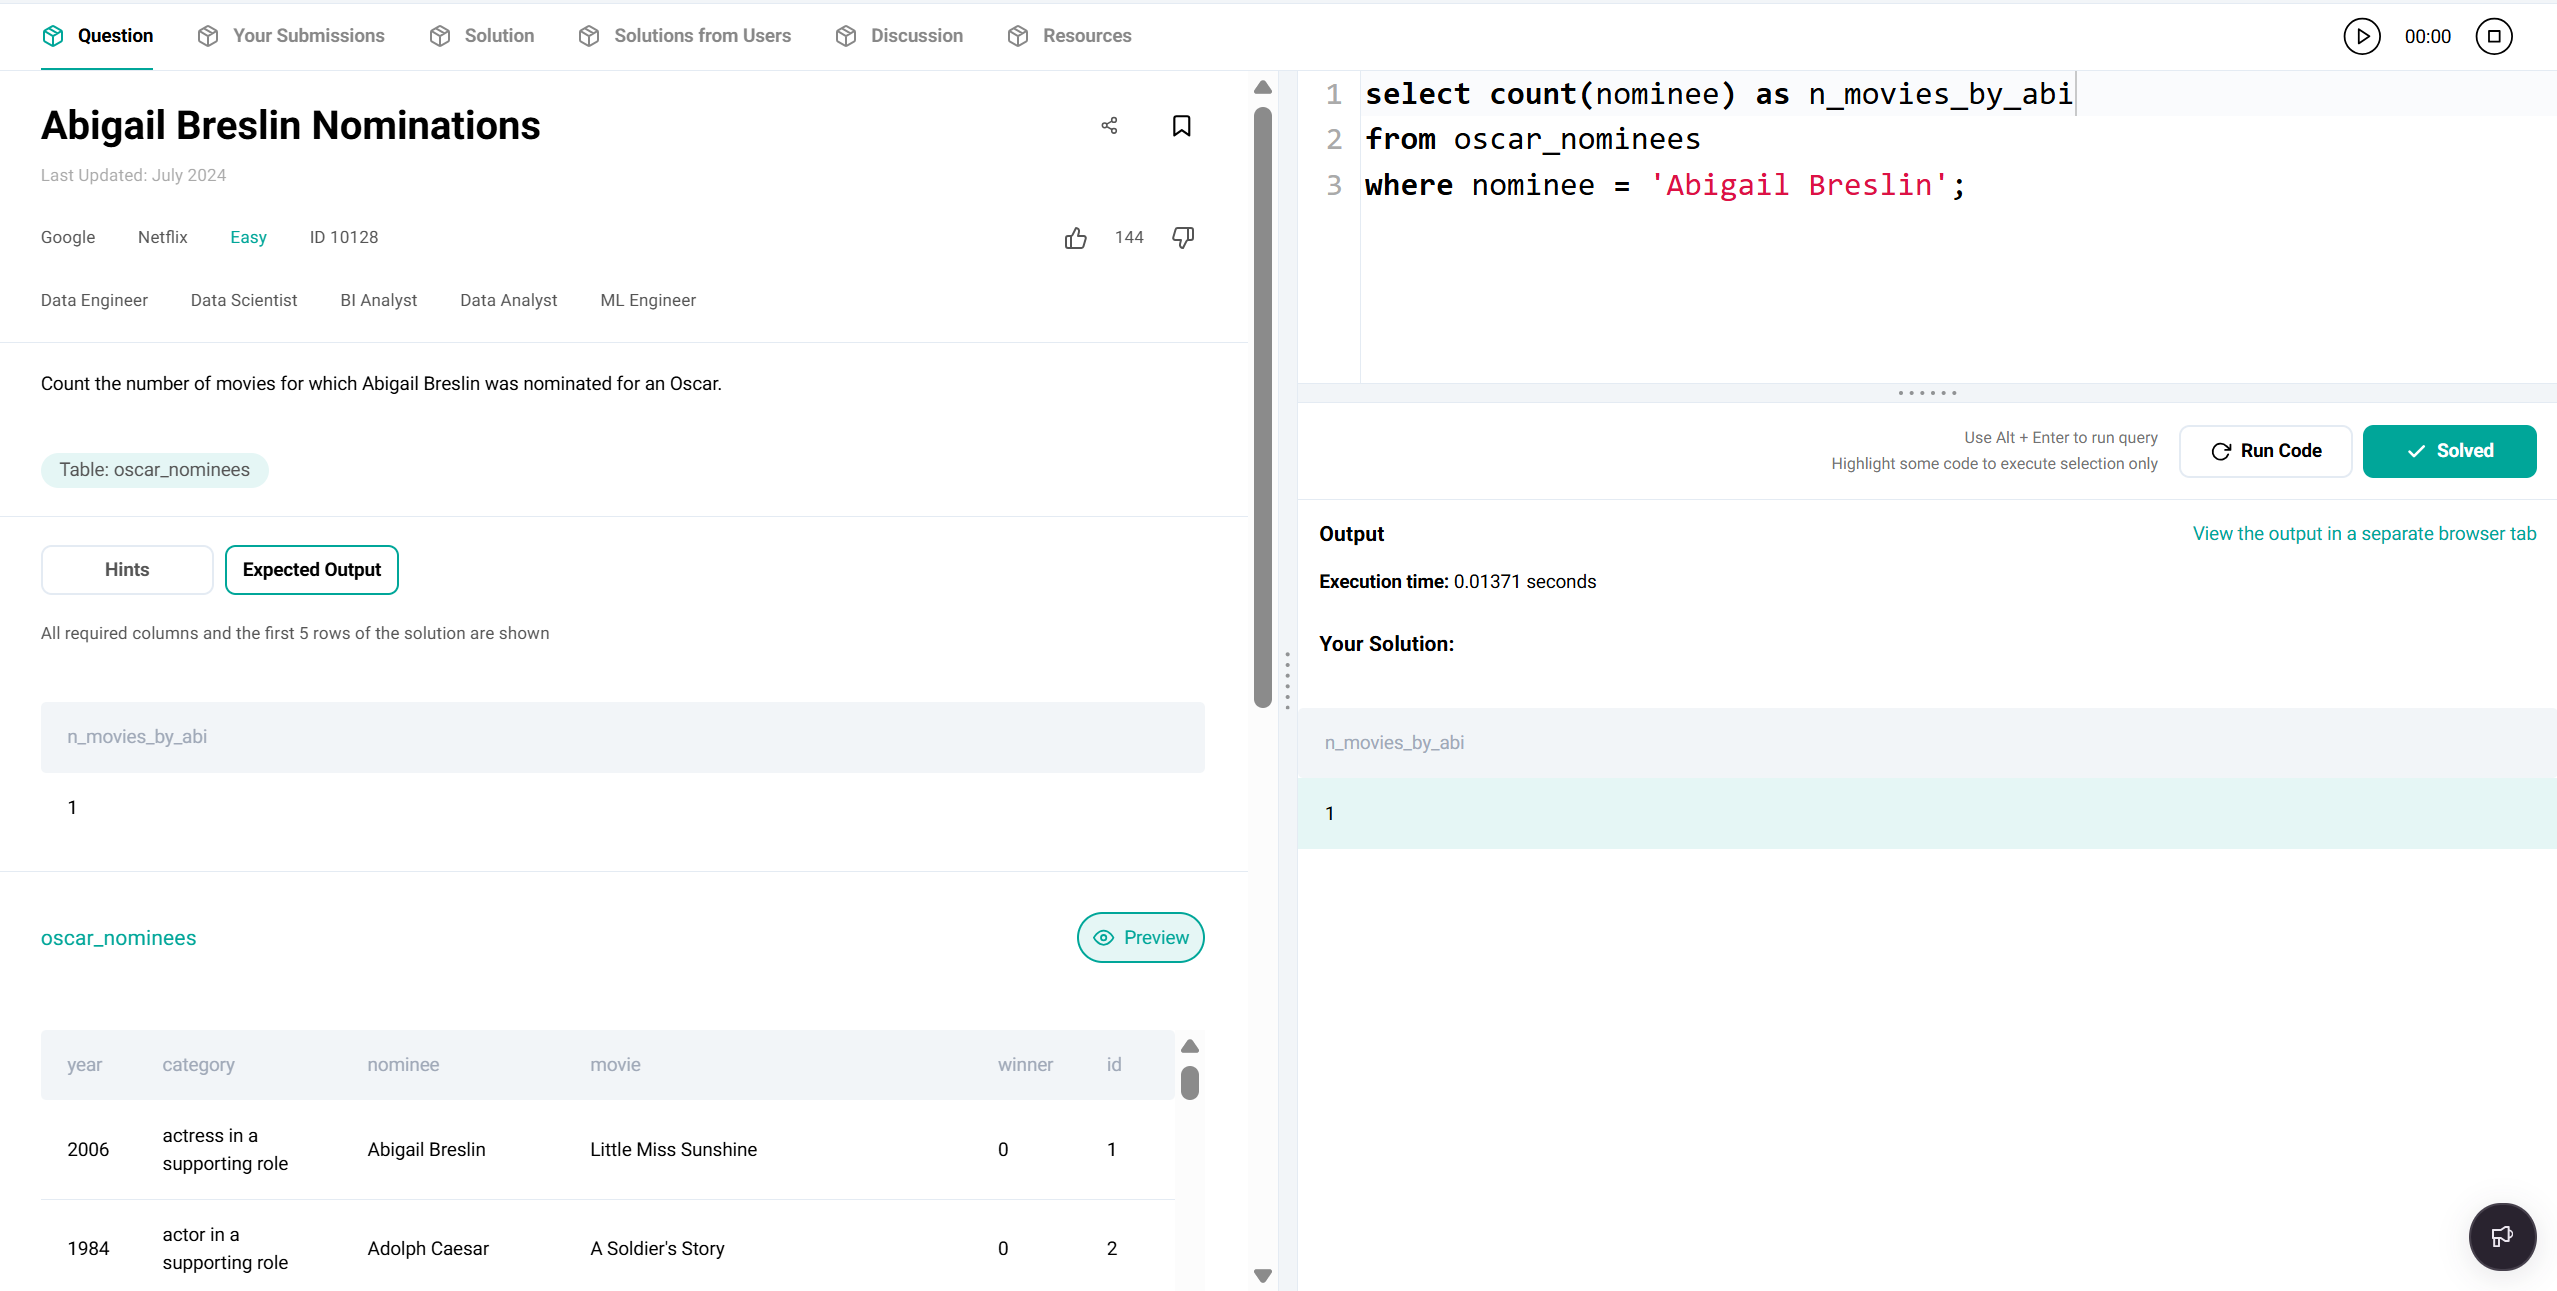 Question Your Submissions Solution Solutions from Users Discussion Resources 00:00
Abigail Breslin Nominations
Last Updated: July 2024
Google Netflix Easy ID 10128 144
Data Engineer Data Scientist BI Analyst Data Analyst ML Engineer
Count the number of movies for which Abigail Breslin was nominated for an Oscar.
Table: oscar_nominees
Hints Expected Output
All required columns and the first 5 rows of the solution are shown
n_movies_by_abi
1
oscar_nominees Preview
year category nominee movie winner id
2006 actress in a supporting role Abigail Breslin Little Miss Sunshine 0 1
1984 actor in a supporting role Adolph Caesar A Soldier's Story 0 2
1 select count(nominee) as n_movies_by_abi
2 from oscar_nominees
3 where nominee = 'Abigail Breslin';
Use Alt + Enter to run query
Highlight some code to execute selection only
Run Code Solved
Output View the output in a separate browser tab
Execution time: 0.01371 seconds
Your Solution:
n_movies_by_abi
1